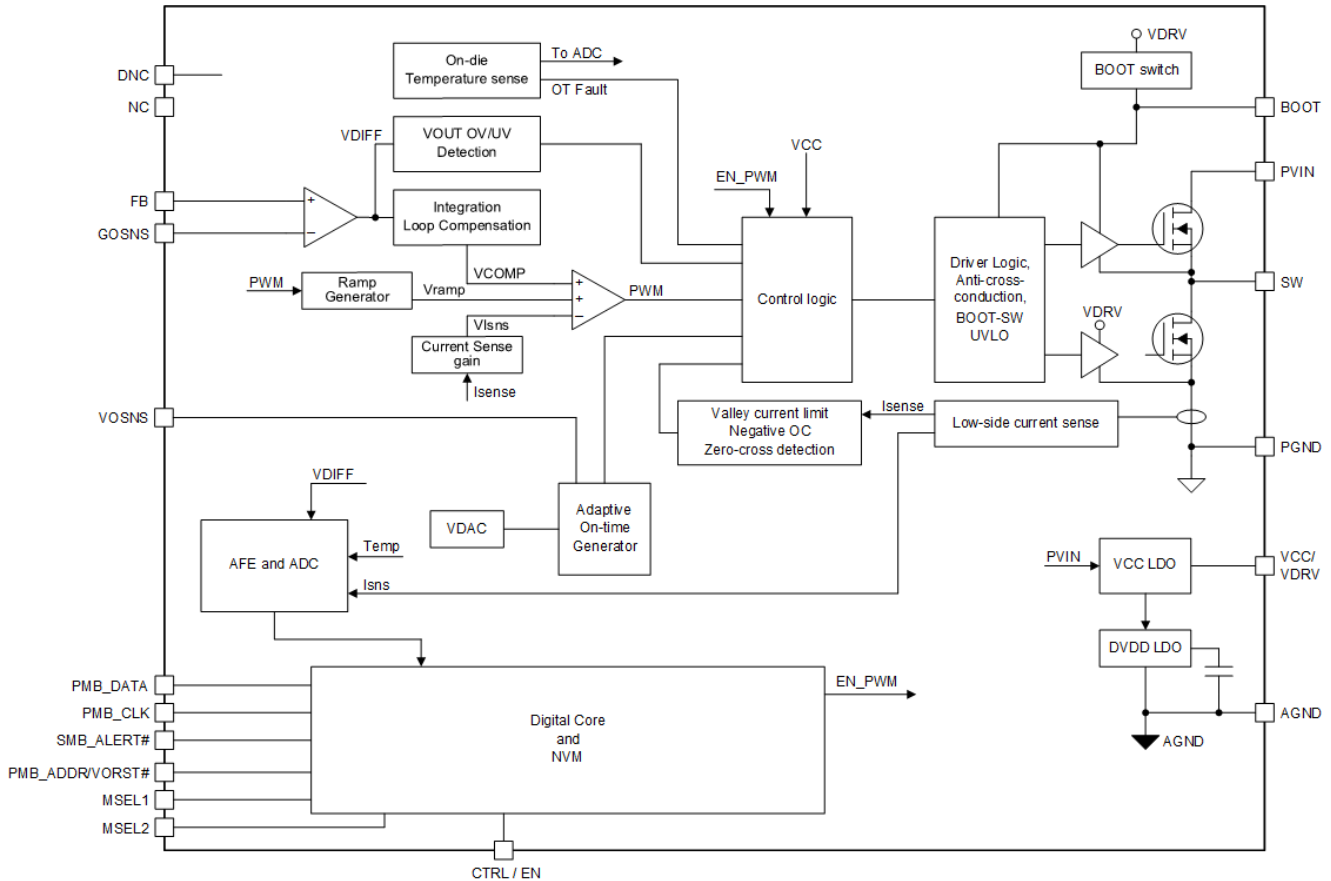 VDRV
BOOT switch
On-die
Temperature sense
To ADC
OT Fault
DNC
NC
BOOT
VDIFF
VOUT OV/UV
Detection
VCC
EN_PWM
PVIN
FB
GOSNS
+
−
Integration
Loop Compensation
VCOMP
PWM
Ramp
Generator
Vramp
+
+
−
PWM
Control logic
Driver Logic,
Anti-cross-
conduction,
BOOT-SW
UVLO
SW
VDRV
VIsns
Current Sense
gain
Isense
VOSNS
Valley current limit
Negative OC
Zero-cross detection
Isense
Low-side current sense
PGND
VDIFF
AFE and ADC
Temp
Isns
VDAC
Adaptive
On-time
Generator
PVIN
VCC LDO
VCC/
VDRV
DVDD LDO
AGND
AGND
PMB_DATA
PMB_CLK
SMB_ALERT#
PMB_ADDR/VORST#
MSEL1
MSEL2
Digital Core
and
NVM
EN_PWM
CTRL / EN